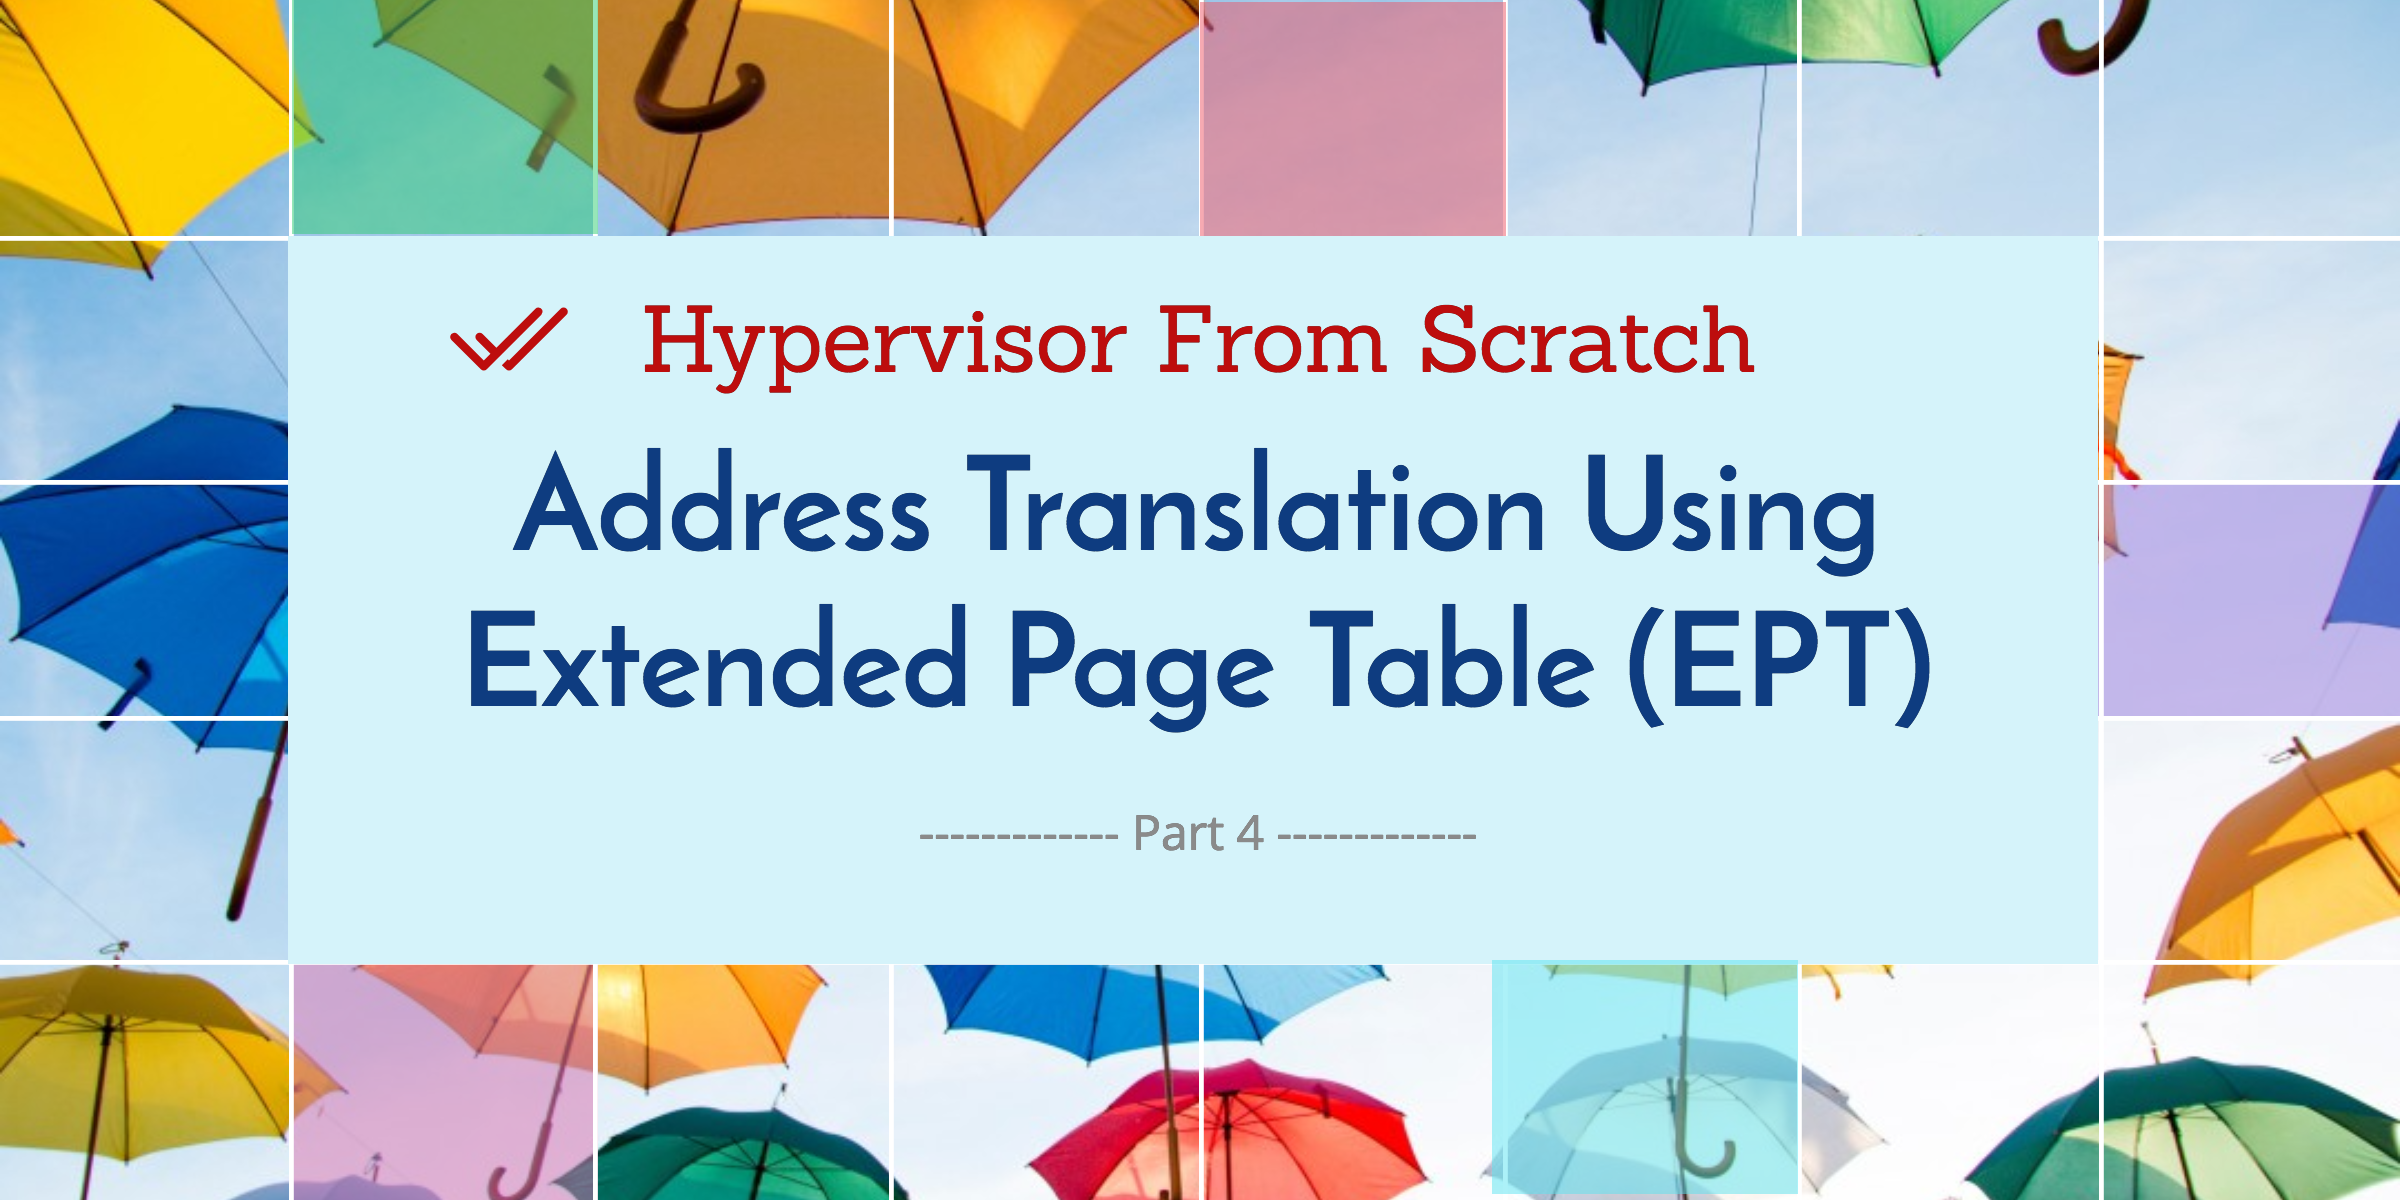 Hypervisor From Scratch
Address Translation Using
Extended Page Table (EPT)
------------- Part 4 -------------